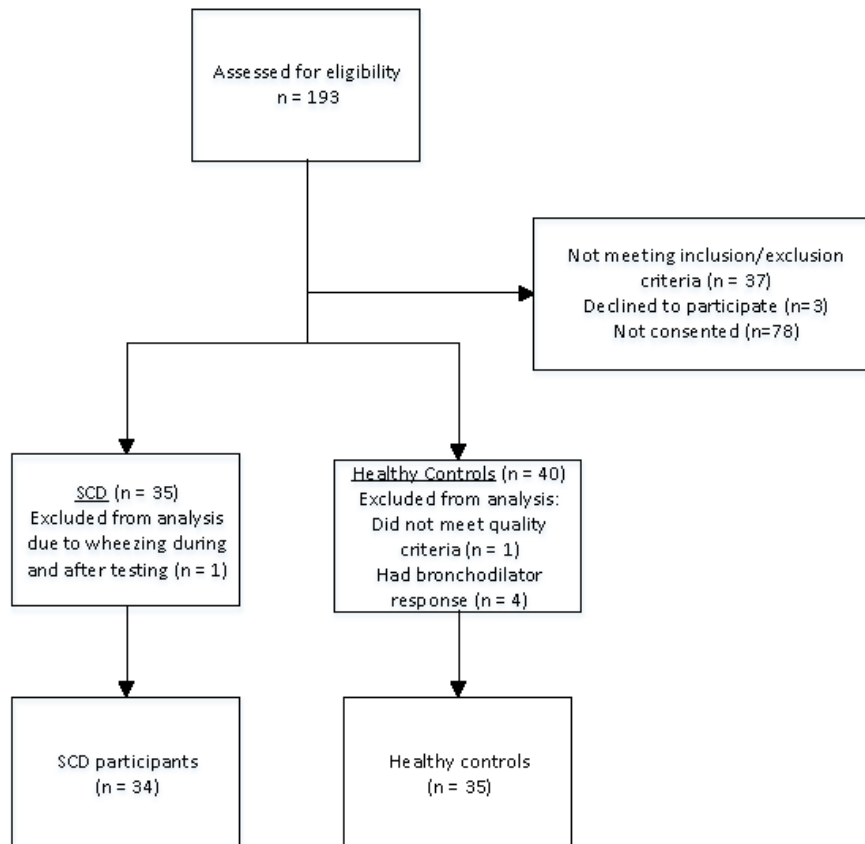 Assessed for eligibility
n = 193
Not meeting inclusion/exclusion
criteria (n = 37)
Declined to participate (n=3)
Not consented (n=78)
SCD (n = 35)
Excluded from analysis
due to wheezing during
and after testing (n = 1)
Healthy Controls (n = 40)
Excluded from analysis:
Did not meet quality
criteria (n = 1)
Had bronchodilator
response (n = 4)
SCD participants
(n = 34)
Healthy controls
(n = 35)